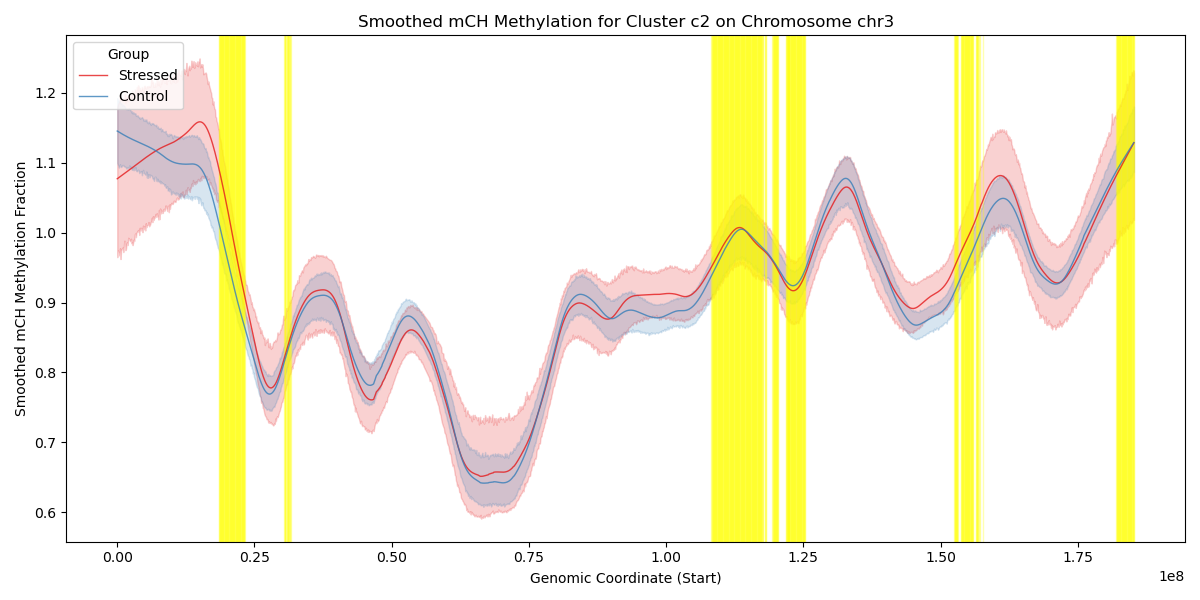 Smoothed mCH Methylation for Cluster c2 on Chromosome chr3
Group
Stressed
Control
Smoothed mCH Methylation Fraction
1.2
1.1
1.0
0.9
0.8
0.7
0.6
0.00 0.25 0.50 0.75 1.00 1.25 1.50 1.75
1e8
Genomic Coordinate (Start)